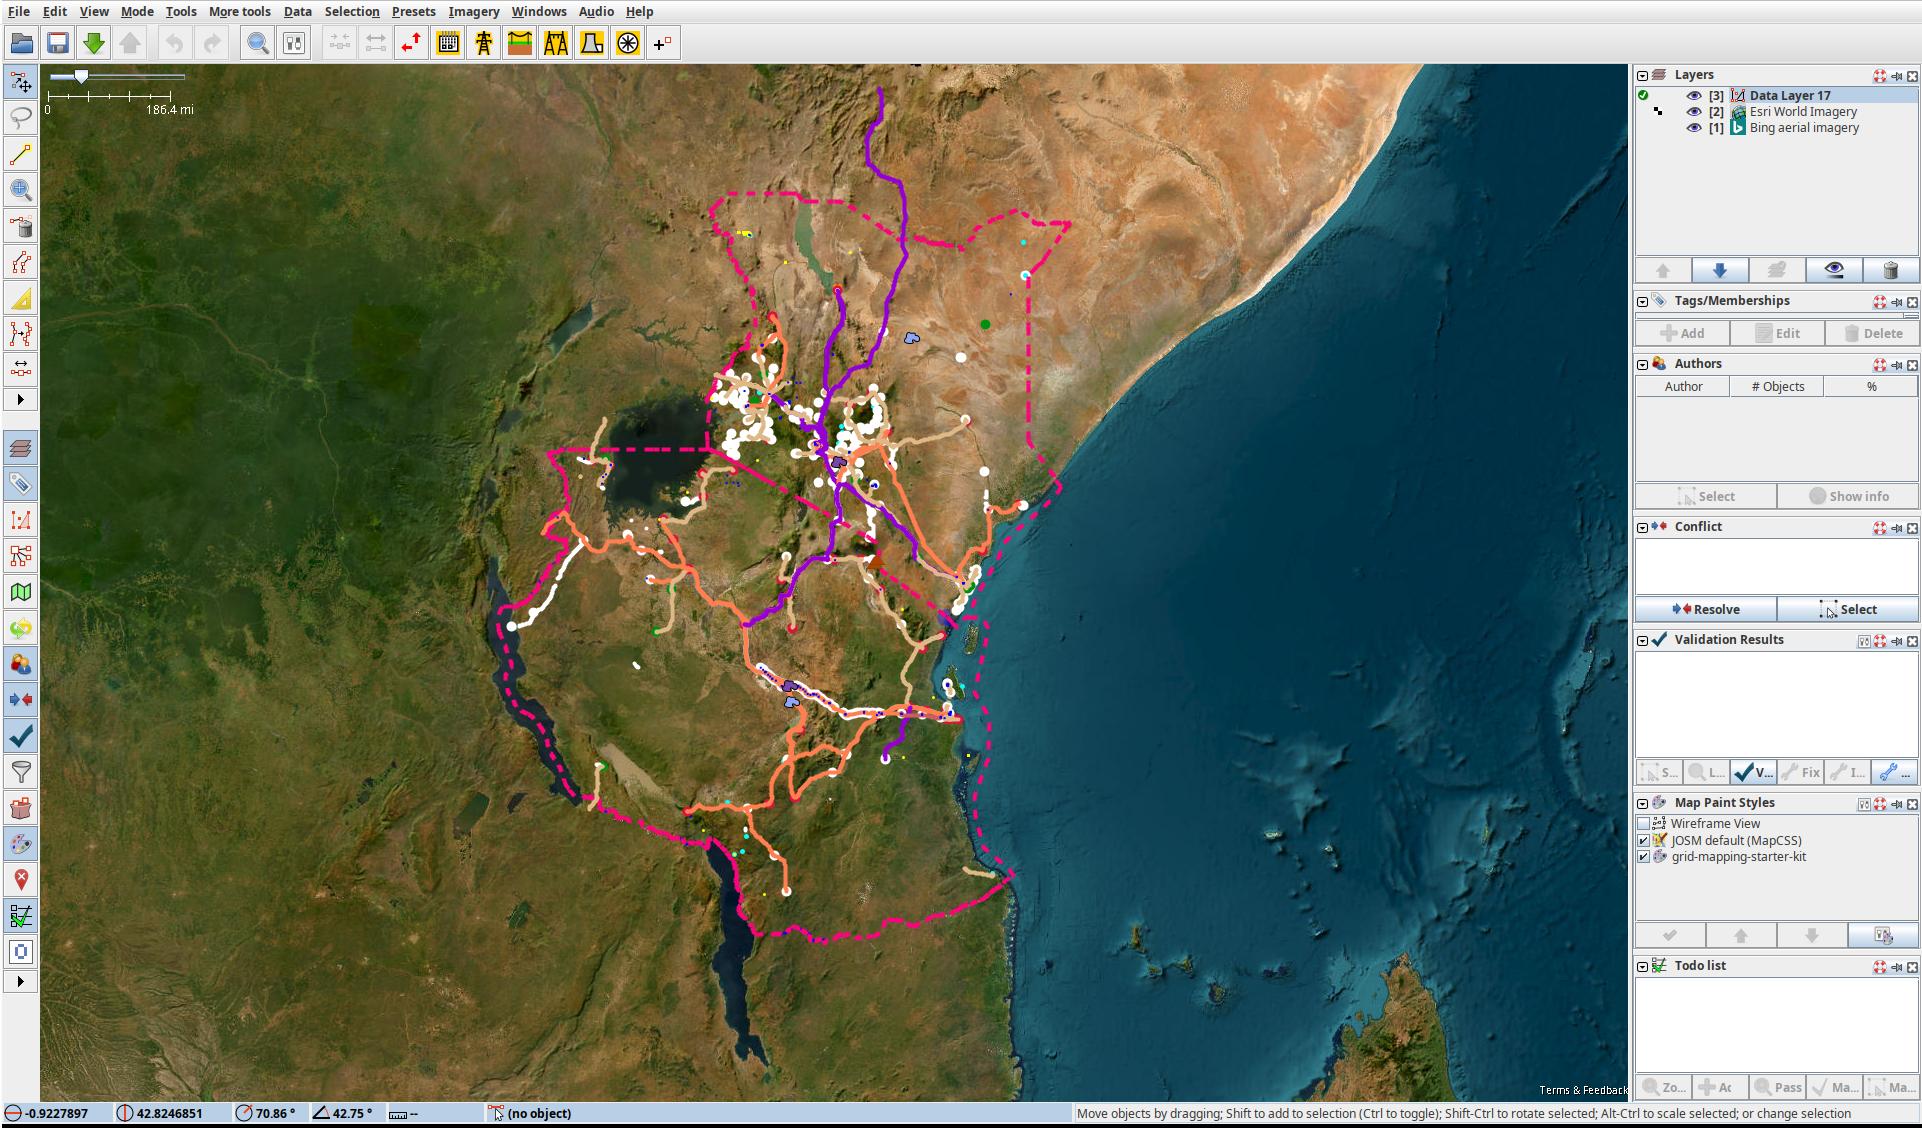 File Edit View Mode Tools More tools Data Selection Presets Imagery Windows Audio Help
0 186.4 mi
Terms & Feedback
Layers
[3] Data Layer 17
[2] Esri World Imagery
[1] Bing aerial imagery
Tags/Memberships
Add Edit Delete
Authors
Author # Objects %
Select Show info
Conflict
Resolve Select
Validation Results
S... L... V... Fix I... ...
Map Paint Styles
Wireframe View
JOSM default (MapCSS)
grid-mapping-starter-kit
Todo list
Zo... Ac Pass Ma... Ma...
-0.9227897 42.8246851 70.86 ° 42.75 ° -- (no object) Move objects by dragging; Shift to add to selection (Ctrl to toggle); Shift-Ctrl to rotate selected; Alt-Ctrl to scale selected; or change selection